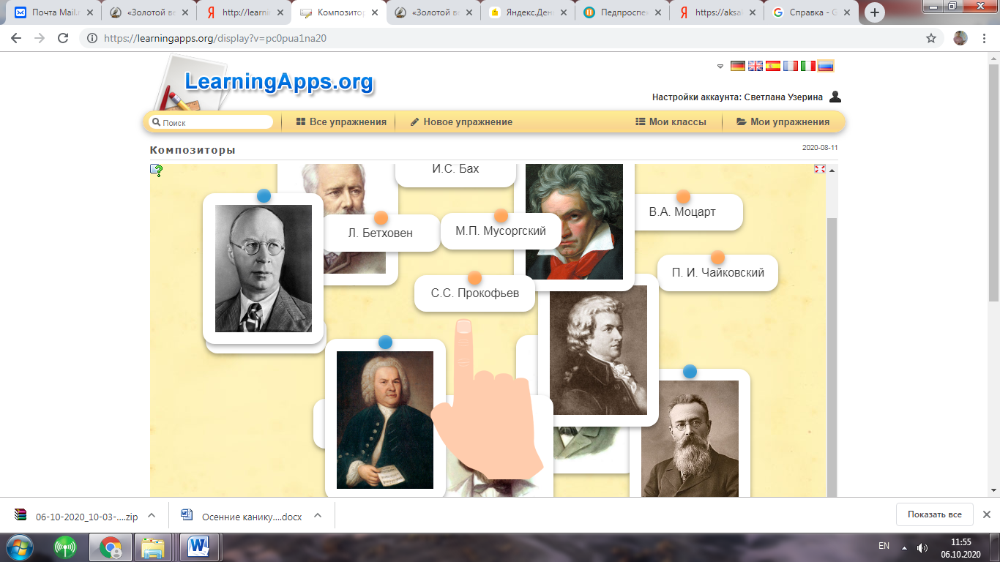 Почта Mail.r
«Золотой ве
http://learni
Композитор
«Золотой ве
Яндекс.Ден
Педпроспе
https://aksai
Справка - G
https://learningapps.org/display?v=pc0pua1na20
LearningApps.org
Настройки аккаунта: Светлана Узерина
Поиск
Все упражнения
Новое упражнение
Мои классы
Мои упражнения
Композиторы
2020-08-11
И.С. Бах
В.А. Моцарт
Л. Бетховен
М.П. Мусоргский
П. И. Чайковский
С.С. Прокофьев
06-10-2020_10-03-....zip
Осенние канику....docx
Показать все
EN
11:55
06.10.2020